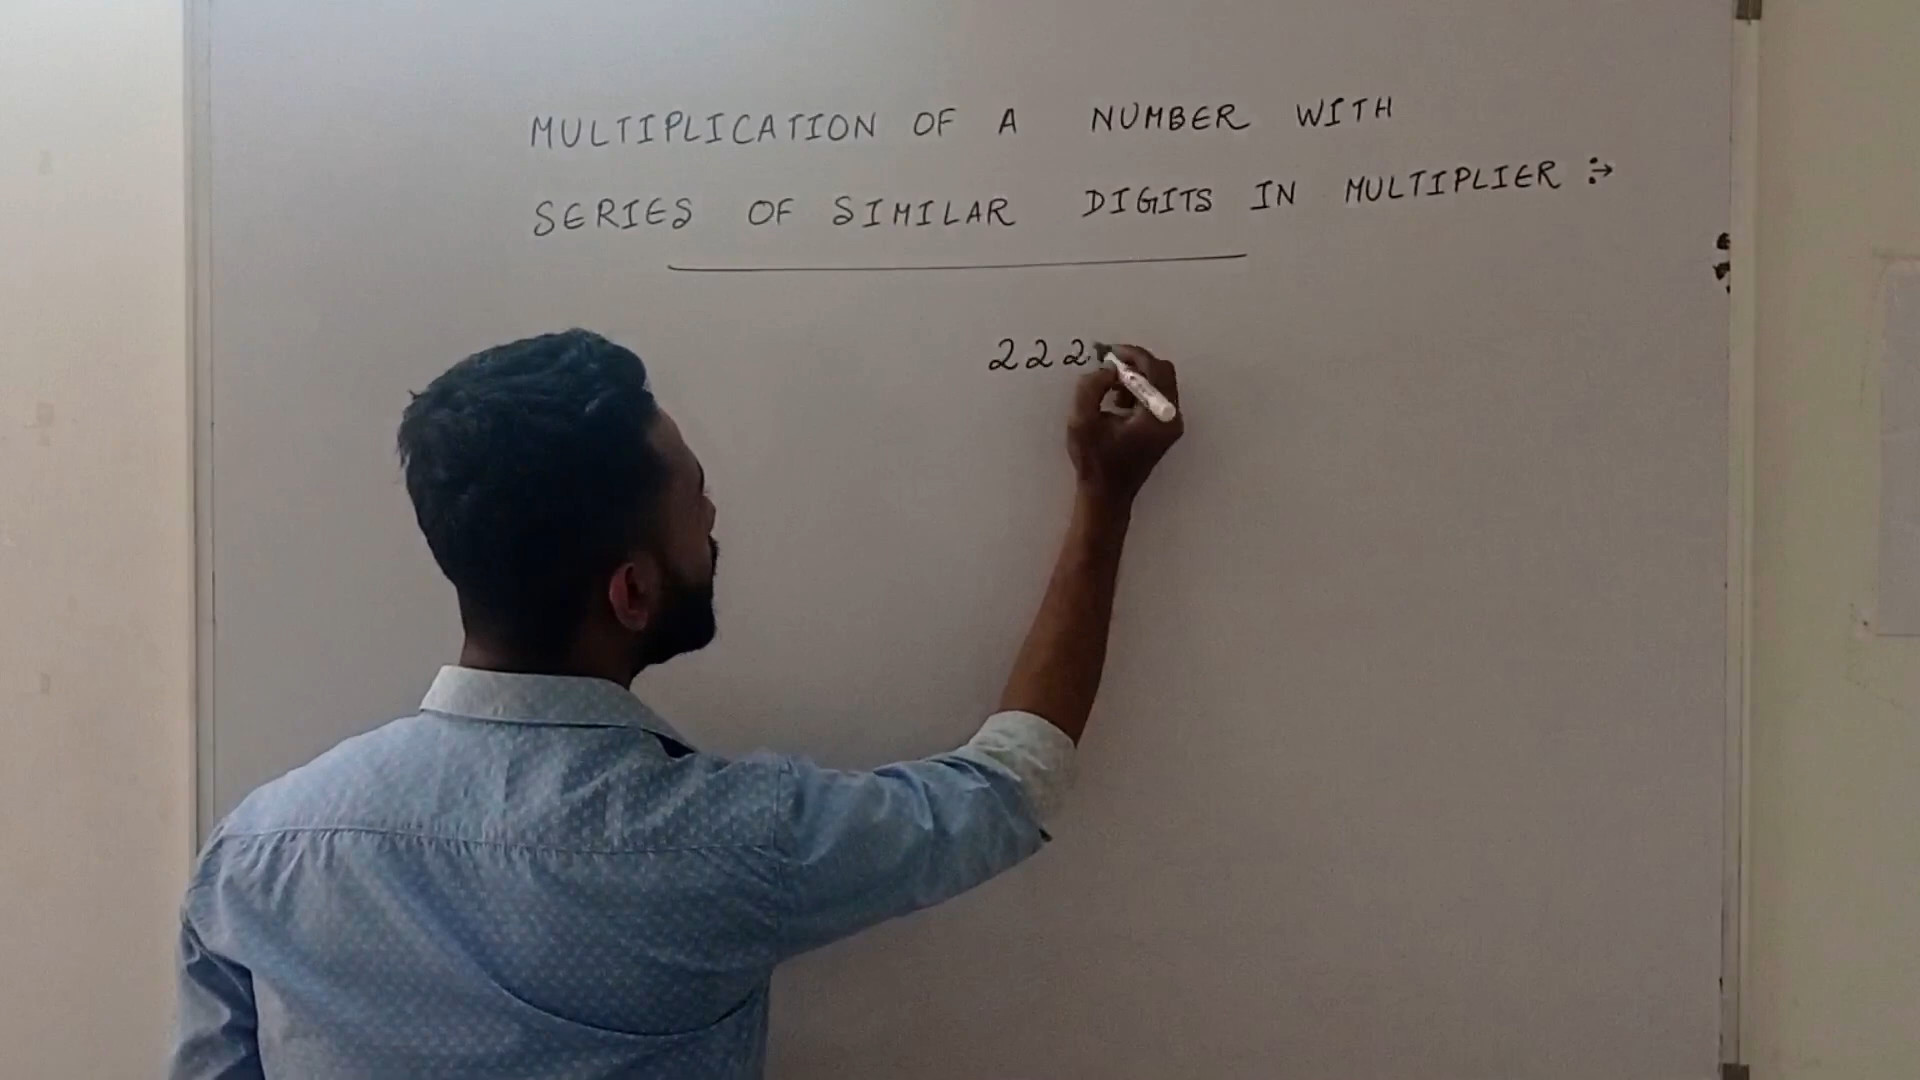 MULTIPLICATION OF A NUMBER WITH
SERIES OF SIMILAR DIGITS IN MULTIPLIER :→
222